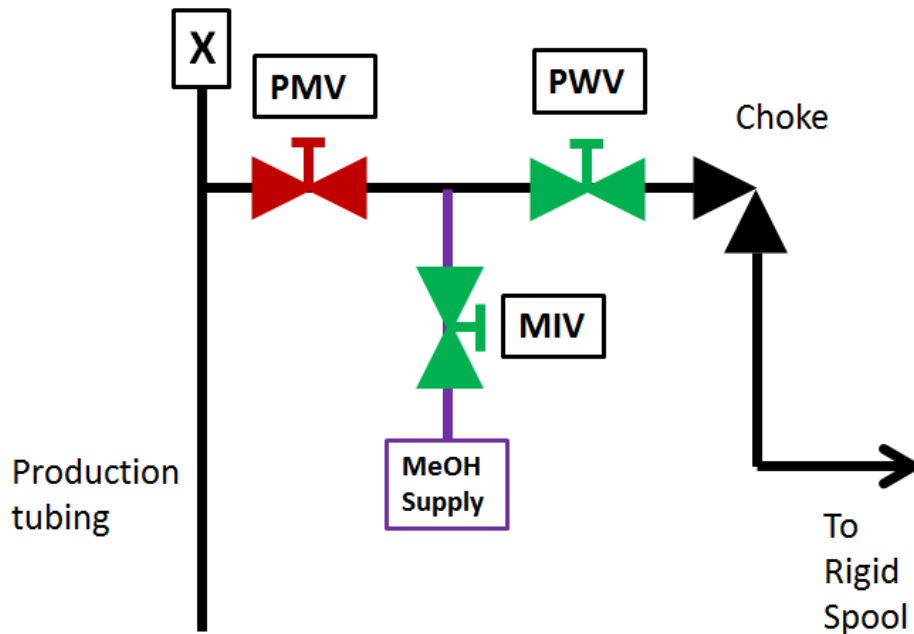 X
PMV
PWV
Choke
MIV
MeOH
Supply
Production
tubing
To
Rigid
Spool